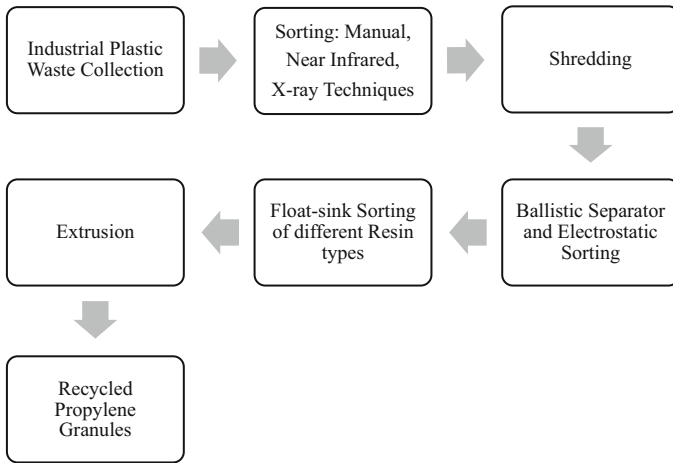 Industrial Plastic
Waste Collection
Sorting: Manual,
Near Infrared,
X-ray Techniques
Shredding
Ballistic Separator
and Electrostatic
Sorting
Float-sink Sorting
of different Resin
types
Extrusion
Recycled
Propylene
Granules